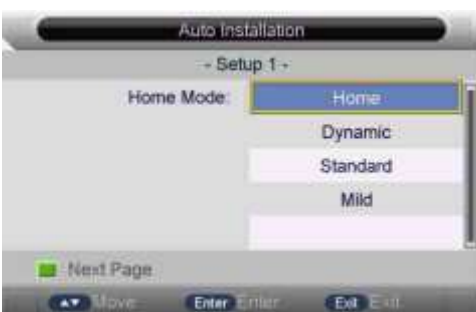 Auto Installation
- Setup 1 -
Home Mode: Home
Dynamic
Standard
Mild
Next Page
▲▼ Move Enter Enter Exit Exit